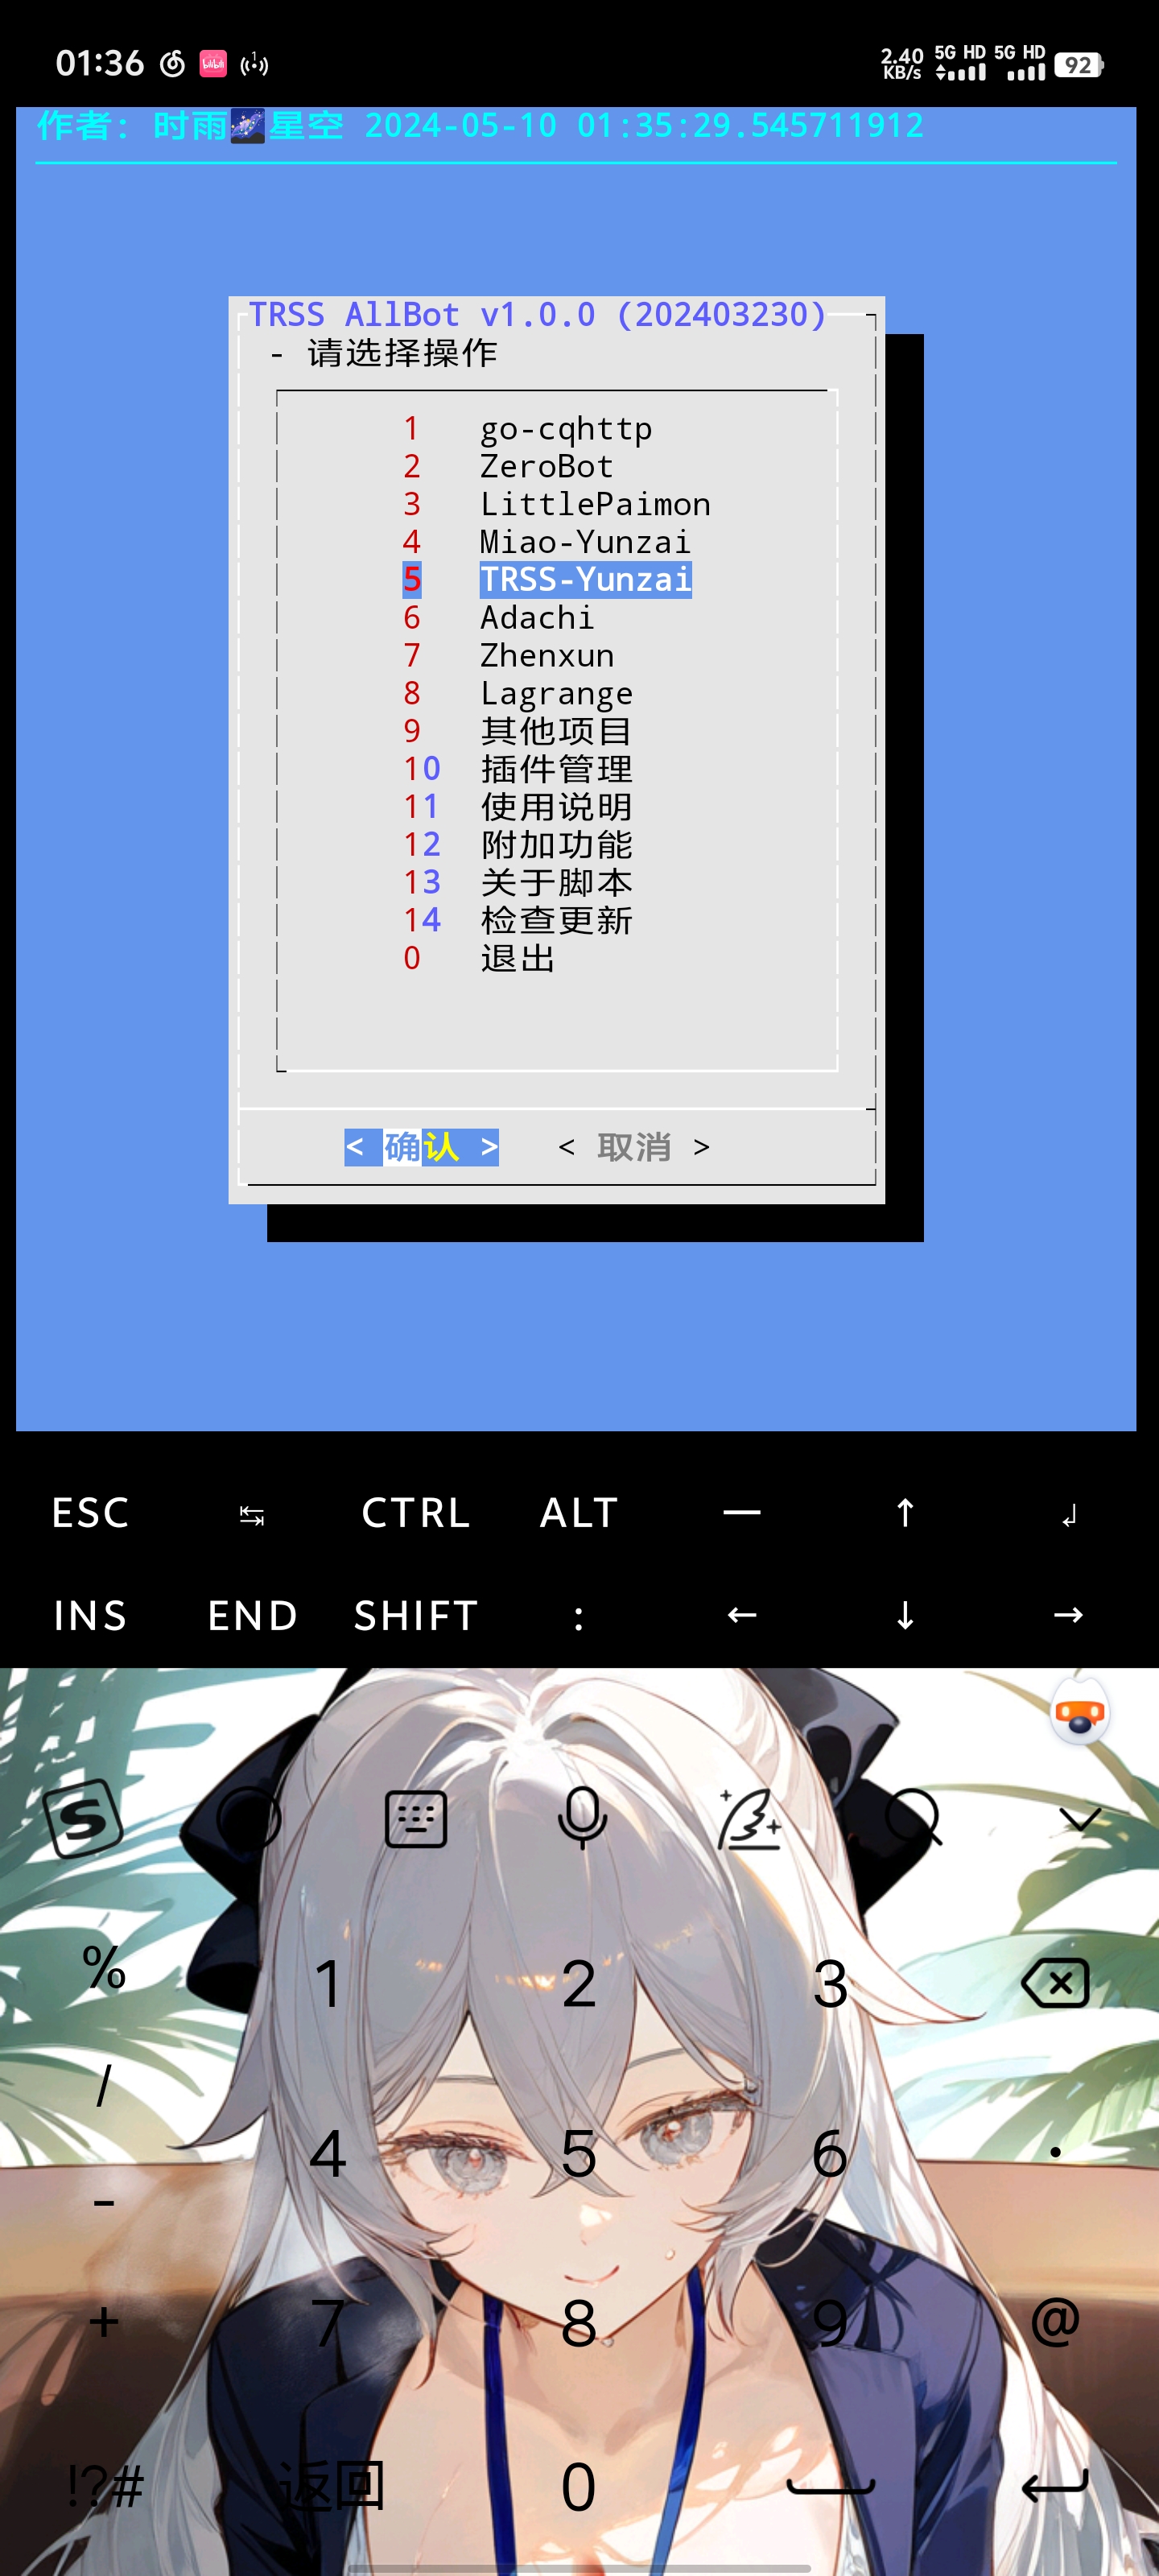 01:36 bilibili 1 2.40 KB/s 5G HD 5G HD 92
作者: 时雨🌌星空 2024-05-10 01:35:29.545711912
TRSS AllBot v1.0.0 (202403230)
- 请选择操作
1 go-cqhttp
2 ZeroBot
3 LittlePaimon
4 Miao-Yunzai
5 TRSS-Yunzai
6 Adachi
7 Zhenxun
8 Lagrange
9 其他项目
10 插件管理
11 使用说明
12 附加功能
13 关于脚本
14 检查更新
0 退出
< 确认 > < 取消 >
ESC ↹ CTRL ALT — ↑ ↲
INS END SHIFT : ← ↓ →
S
% 1 2 3
/
4 5 6 .
-
+ 7 8 9 @
!?# 返回 0